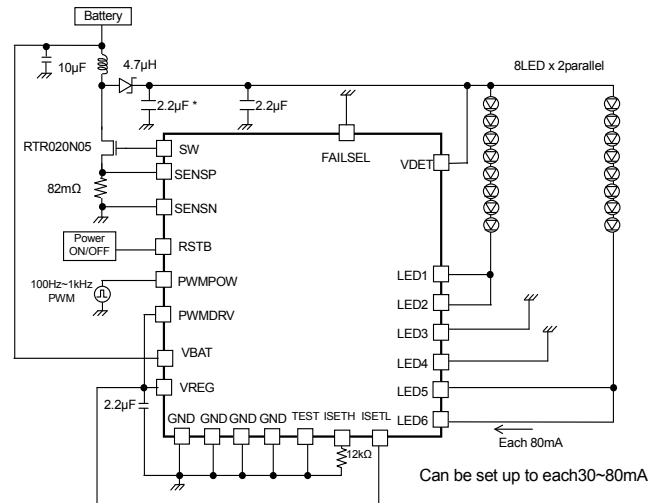 Battery
10μF
4.7μH
8LED x 2parallel
2.2μF *
2.2μF
RTR020N05
SW
FAILSEL
VDET
SENSP
82mΩ
SENSN
Power
ON/OFF
RSTB
LED1
100Hz~1kHz
PWM
PWMPOW
LED2
PWMDRV
LED3
LED4
VBAT
VREG
LED5
2.2μF
GND
GND
GND
GND
TEST
ISETH
ISETL
LED6
Each 80mA
12kΩ
Can be set up to each30~80mA